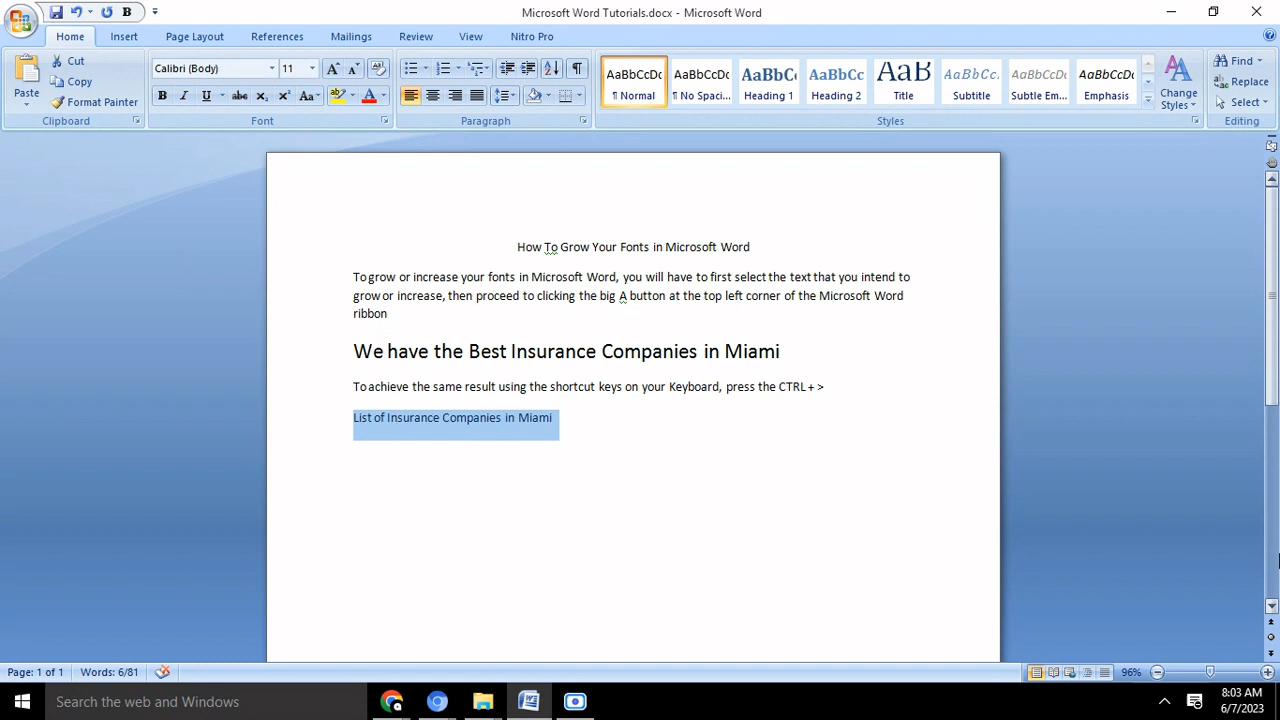 Microsoft Word Tutorials.docx - Microsoft Word
B
Home Insert Page Layout References Mailings Review View Nitro Pro
Paste
Cut
Copy
Format Painter
Calibri (Body) 11
B I U abc x₂ x² Aa A
AaBbCcDc AaBbCcDc AaBbCc AaBbCc AaB AaBbCc. AaBbCcDc AaBbCcDc
¶ Normal ¶ No Spaci... Heading 1 Heading 2 Title Subtitle Subtle Em... Emphasis
Change Styles
Find
Replace
Select
Clipboard Font Paragraph Styles Editing
How To Grow Your Fonts in Microsoft Word
To grow or increase your fonts in Microsoft Word, you will have to first select the text that you intend to
grow or increase, then proceed to clicking the big A button at the top left corner of the Microsoft Word
ribbon
We have the Best Insurance Companies in Miami
To achieve the same result using the shortcut keys on your Keyboard, press the CTRL+ >
List of Insurance Companies in Miami
Page: 1 of 1 Words: 6/81 96%
Search the web and Windows
8:03 AM
6/7/2023